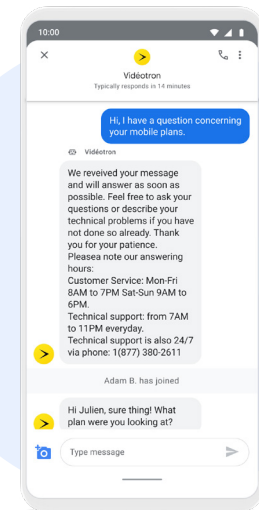 10:00
Vidéotron
Typically responds in 14 minutes
Hi, I have a question concerning
your mobile plans.
Vidéotron
We reveived your message
and will answer as soon as
possible. Feel free to ask your
questions or describe your
technical problems if you have
not done so already. Thank
you for your patience.
Pleasea note our answering
hours:
Customer Service: Mon-Fri
8AM to 7PM Sat-Sun 9AM to
6PM.
Technical support: from 7AM
to 11PM everyday.
Technical support is also 24/7
via phone: 1(877) 380-2611
Adam B. has joined
Hi Julien, sure thing! What
plan were you looking at?
Type message